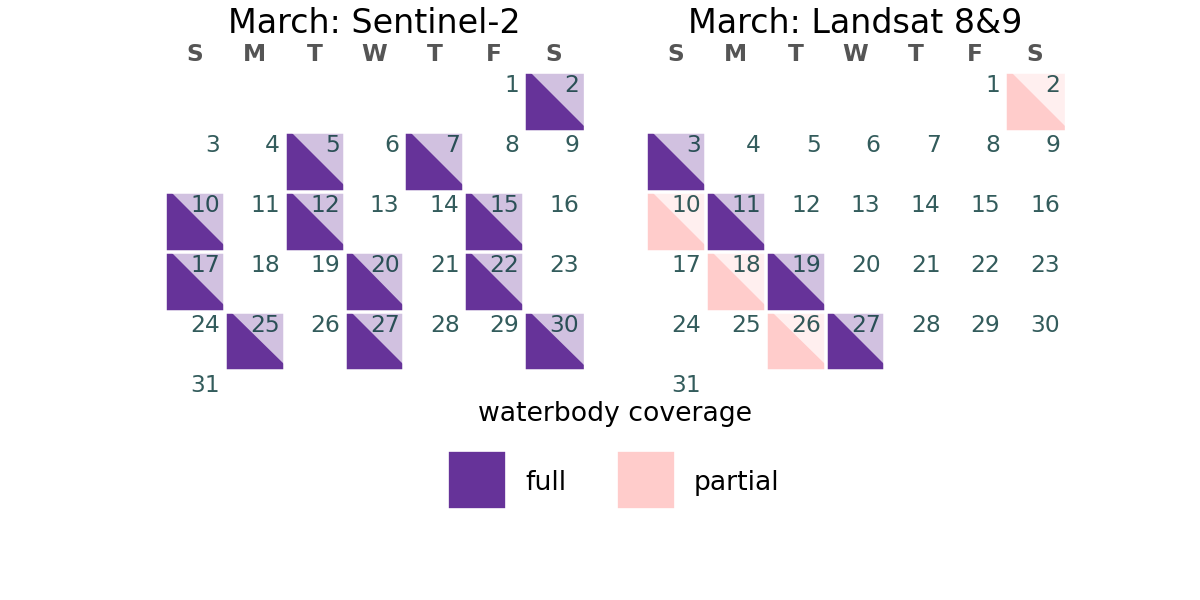 March: Sentinel-2
S M T W T F S
1 2
3 4 5 6 7 8 9
10 11 12 13 14 15 16
17 18 19 20 21 22 23
24 25 26 27 28 29 30
31
March: Landsat 8&9
S M T W T F S
1 2
3 4 5 6 7 8 9
10 11 12 13 14 15 16
17 18 19 20 21 22 23
24 25 26 27 28 29 30
31
waterbody coverage
full
partial